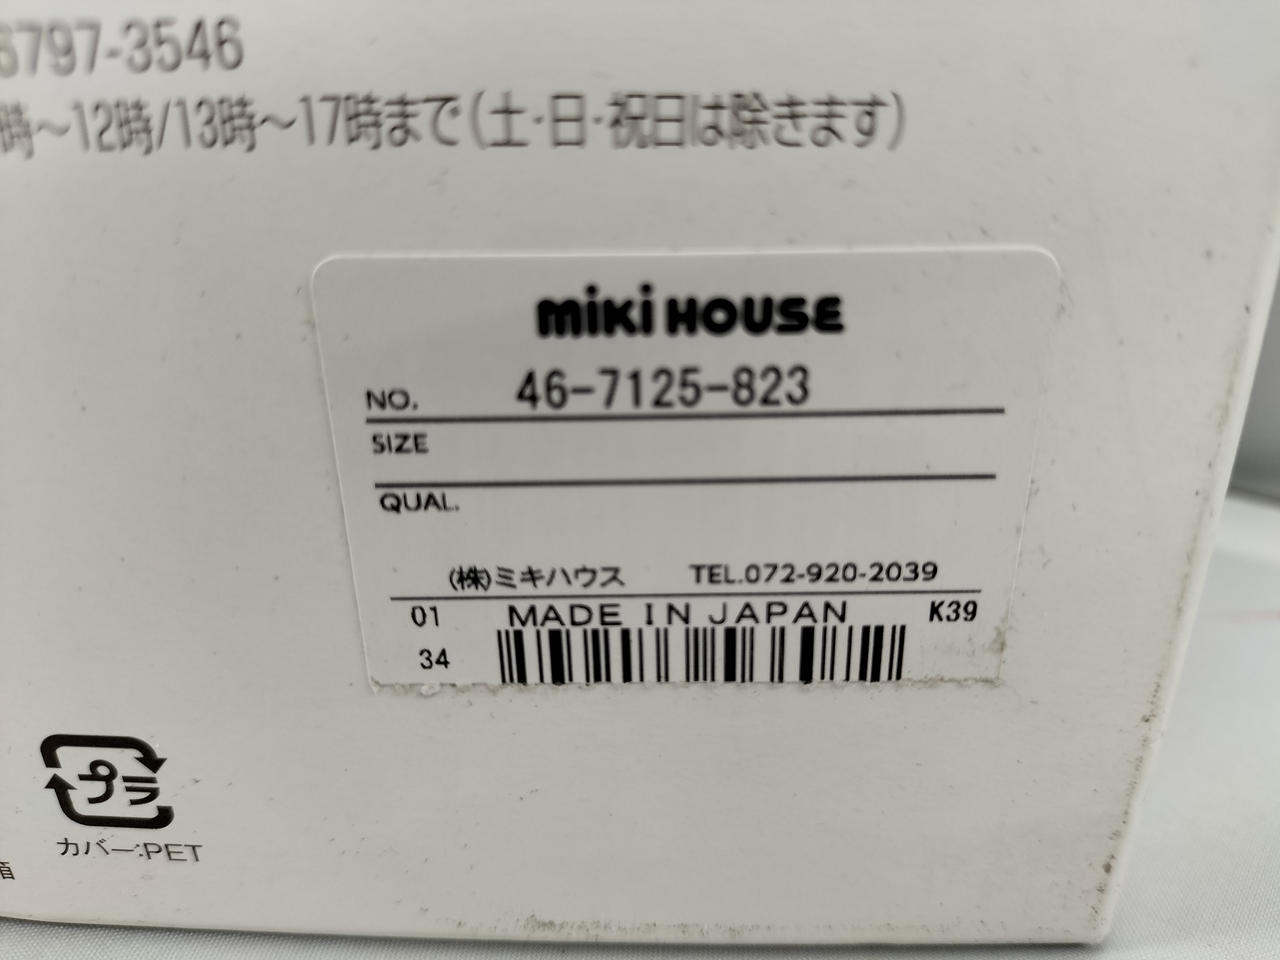 6797-3546
時～12時/13時～17時まで(土·日·祝日は除きます)
miki HOUSE
NO. 46-7125-823
SIZE
QUAL.
(株)ミキハウス TEL.072-920-2039
01 MADE IN JAPAN K39
34
プラ
カバー:PET
箱